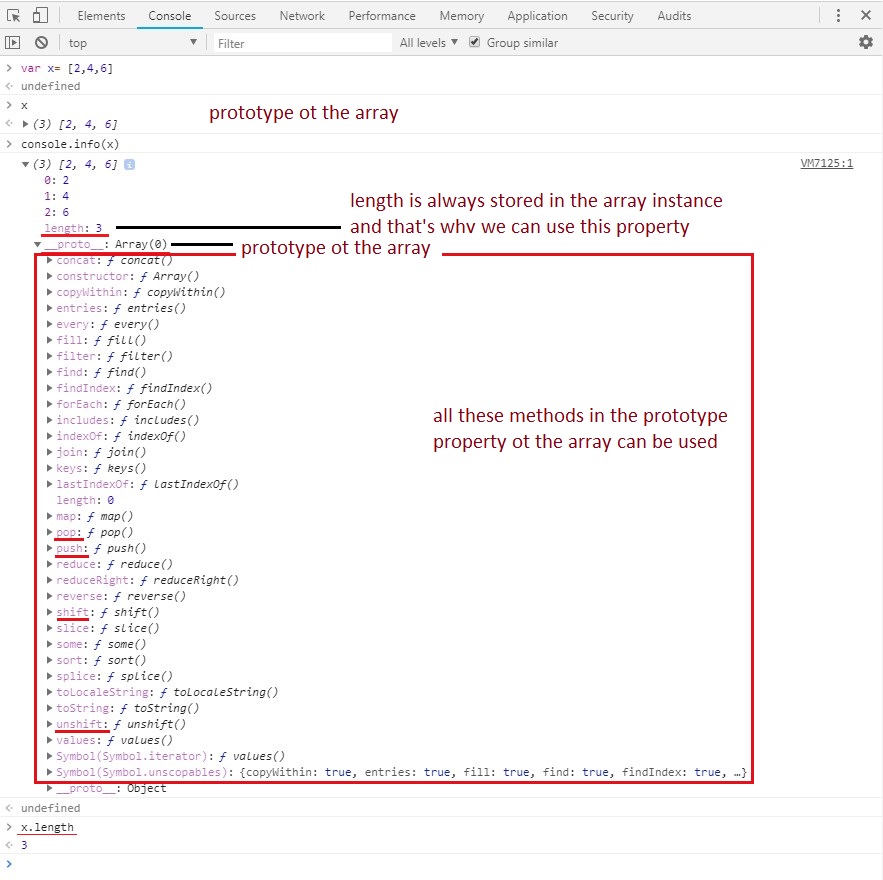 Elements Console Sources Network Performance Memory Application Security Audits
top Filter All levels Group similar
var x= [2,4,6]
undefined
x
prototype ot the array
(3) [2, 4, 6]
console.info(x)
(3) [2, 4, 6] i VM7125:1
0: 2
1: 4
length is always stored in the array instance
2: 6
and that's whv we can use this property
length: 3
__proto__: Array(0)
prototype ot the array
concat: ƒ concat()
constructor: ƒ Array()
copyWithin: ƒ copyWithin()
entries: ƒ entries()
every: ƒ every()
fill: ƒ fill()
filter: ƒ filter()
find: ƒ find()
findIndex: ƒ findIndex()
forEach: ƒ forEach()
all these methods in the prototype
includes: ƒ includes()
indexOf: ƒ indexOf()
property ot the array can be used
join: ƒ join()
keys: ƒ keys()
lastIndexOf: ƒ lastIndexOf()
length: 0
map: ƒ map()
pop: ƒ pop()
push: ƒ push()
reduce: ƒ reduce()
reduceRight: ƒ reduceRight()
reverse: ƒ reverse()
shift: ƒ shift()
slice: ƒ slice()
some: ƒ some()
sort: ƒ sort()
splice: ƒ splice()
toLocaleString: ƒ toLocaleString()
toString: ƒ toString()
unshift: ƒ unshift()
values: ƒ values()
Symbol(Symbol.iterator): ƒ values()
Symbol(Symbol.unscopables): {copyWithin: true, entries: true, fill: true, find: true, findIndex: true, …}
__proto__: Object
undefined
x.length
3